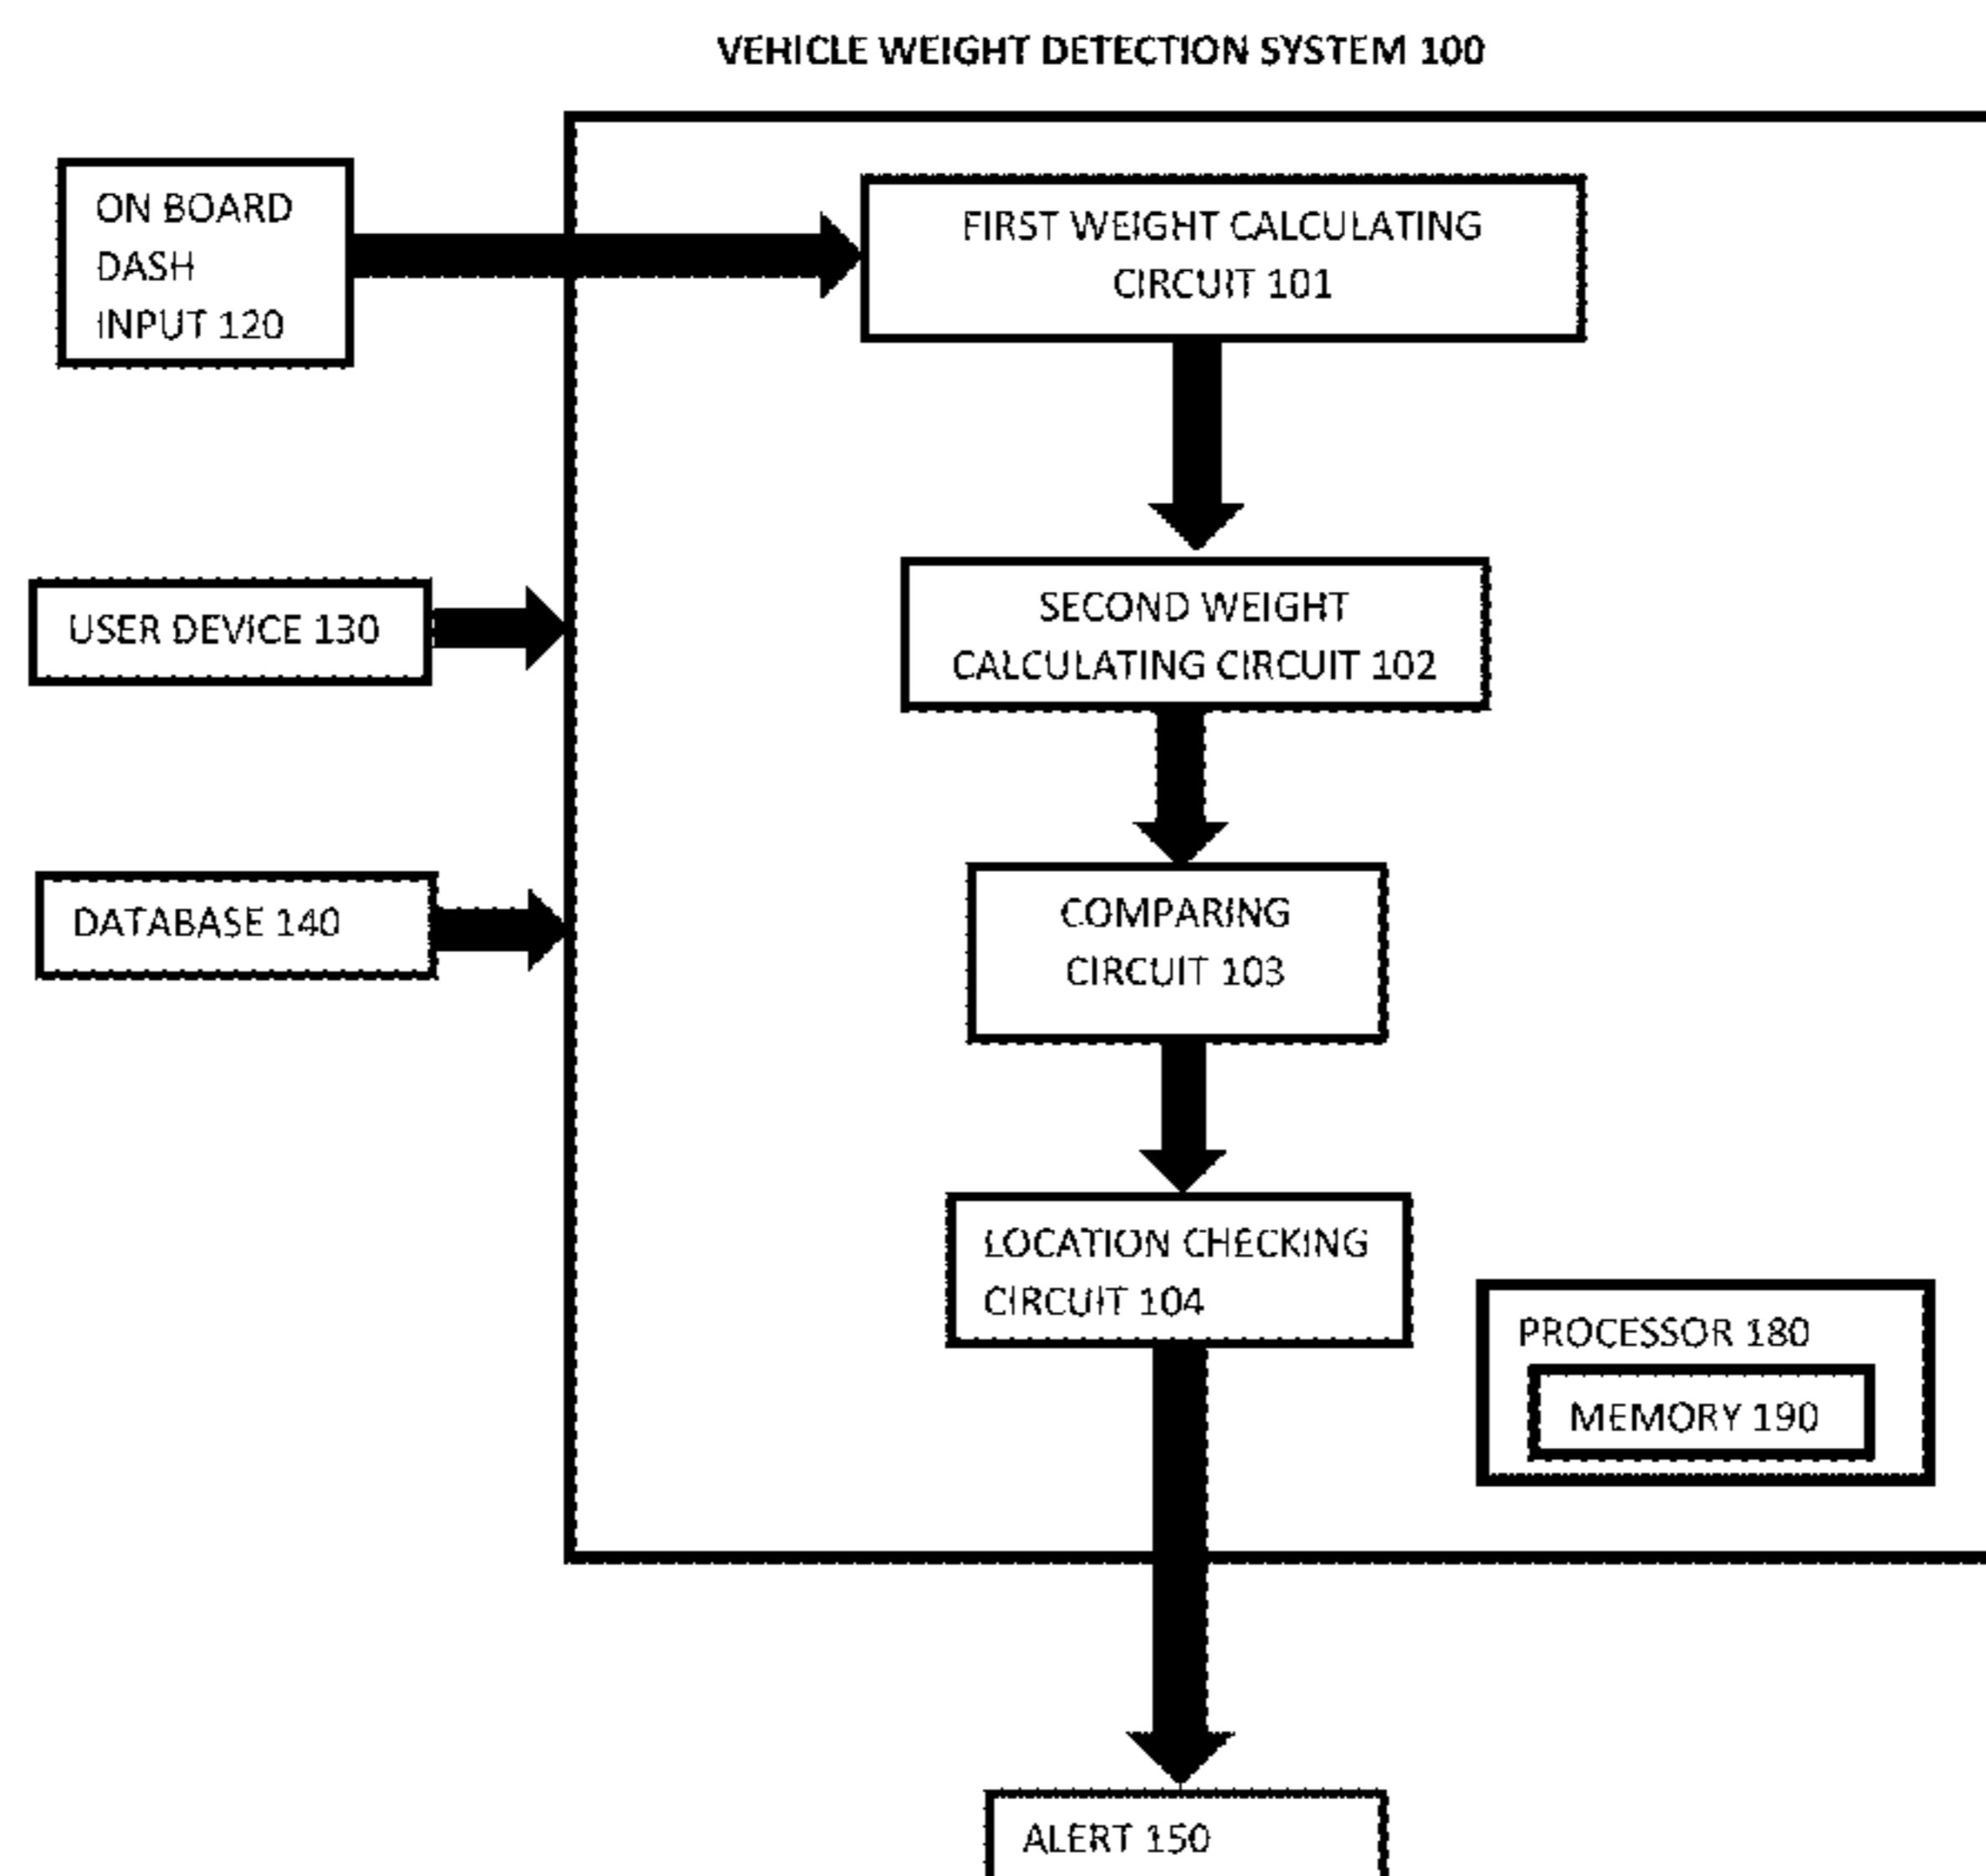 VEHICLE WEIGHT DETECTION SYSTEM 100
ON BOARD
DASH
INPUT 120
FIRST WEIGHT CALCULATING
CIRCUIT 101
USER DEVICE 130
SECOND WEIGHT
CALCULATING CIRCUIT 102
DATABASE 140
COMPARING
CIRCUIT 103
LOCATION CHECKING
CIRCUIT 104
PROCESSOR 180
MEMORY 190
ALERT 150